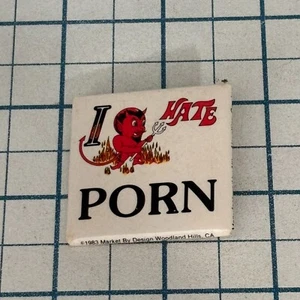 I HATE
PORN
©1983 Market By Design Woodland Hills, CA